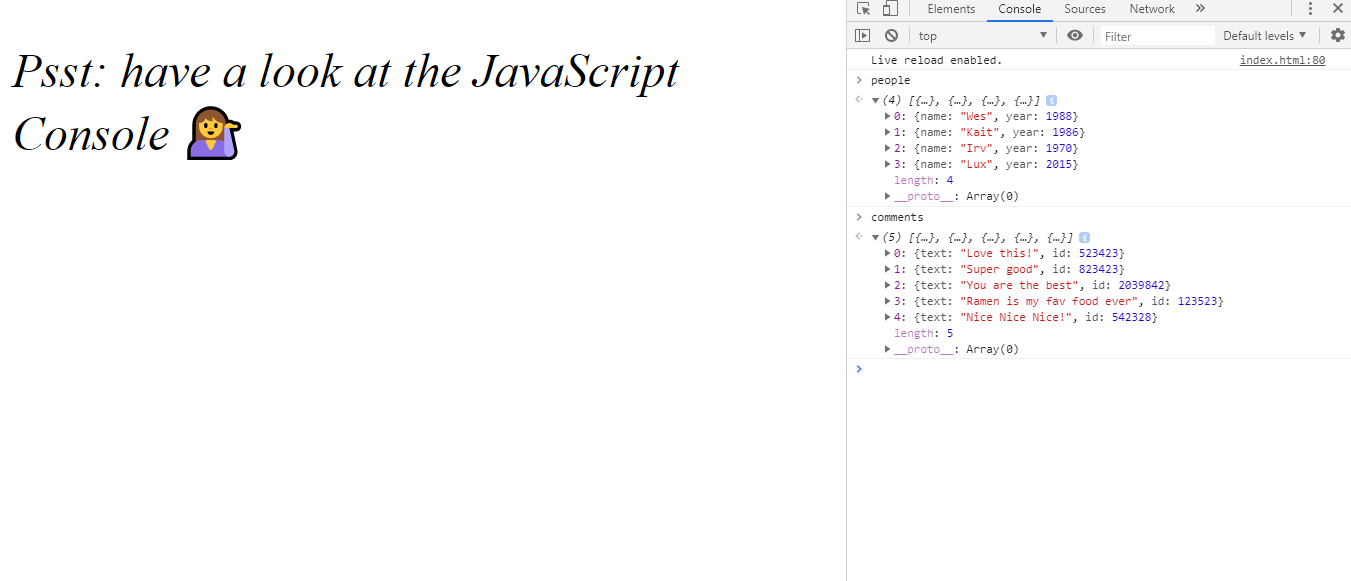 Psst: have a look at the JavaScript
Console
Elements Console Sources Network
top Filter Default levels
Live reload enabled. index.html:80
people
(4) [{…}, {…}, {…}, {…}]
0: {name: "Wes", year: 1988}
1: {name: "Kait", year: 1986}
2: {name: "Irv", year: 1970}
3: {name: "Lux", year: 2015}
length: 4
__proto__: Array(0)
comments
(5) [{…}, {…}, {…}, {…}, {…}]
0: {text: "Love this!", id: 523423}
1: {text: "Super good", id: 823423}
2: {text: "You are the best", id: 2039842}
3: {text: "Ramen is my fav food ever", id: 123523}
4: {text: "Nice Nice Nice!", id: 542328}
length: 5
__proto__: Array(0)